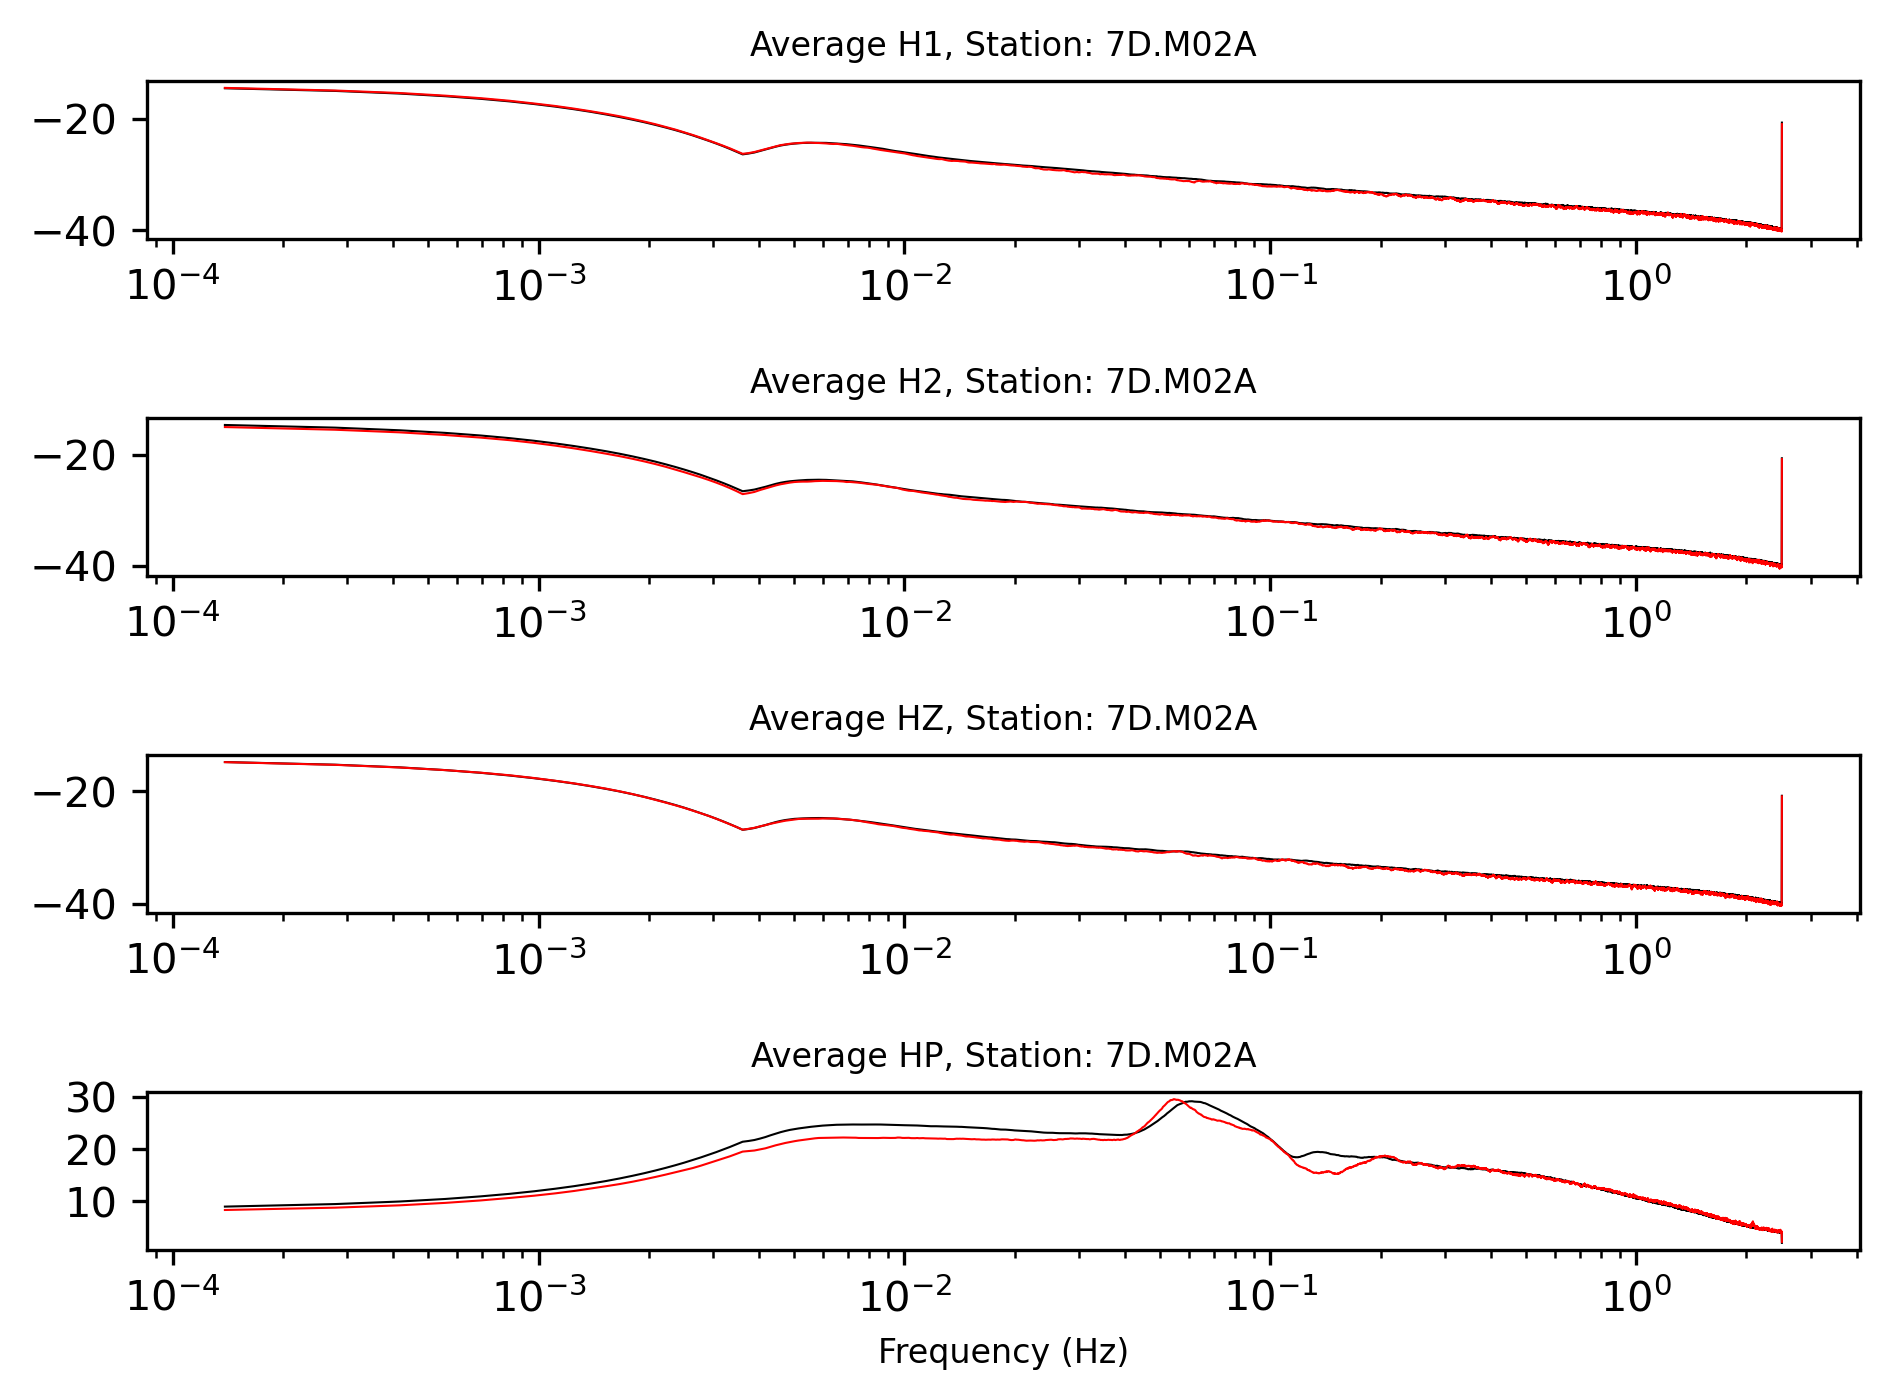 Average H1, Station: 7D.M02A
−20
−40
10⁻⁴ 10⁻³ 10⁻² 10⁻¹ 10⁰
Average H2, Station: 7D.M02A
−20
−40
10⁻⁴ 10⁻³ 10⁻² 10⁻¹ 10⁰
Average HZ, Station: 7D.M02A
−20
−40
10⁻⁴ 10⁻³ 10⁻² 10⁻¹ 10⁰
Average HP, Station: 7D.M02A
30
20
10
10⁻⁴ 10⁻³ 10⁻² 10⁻¹ 10⁰
Frequency (Hz)